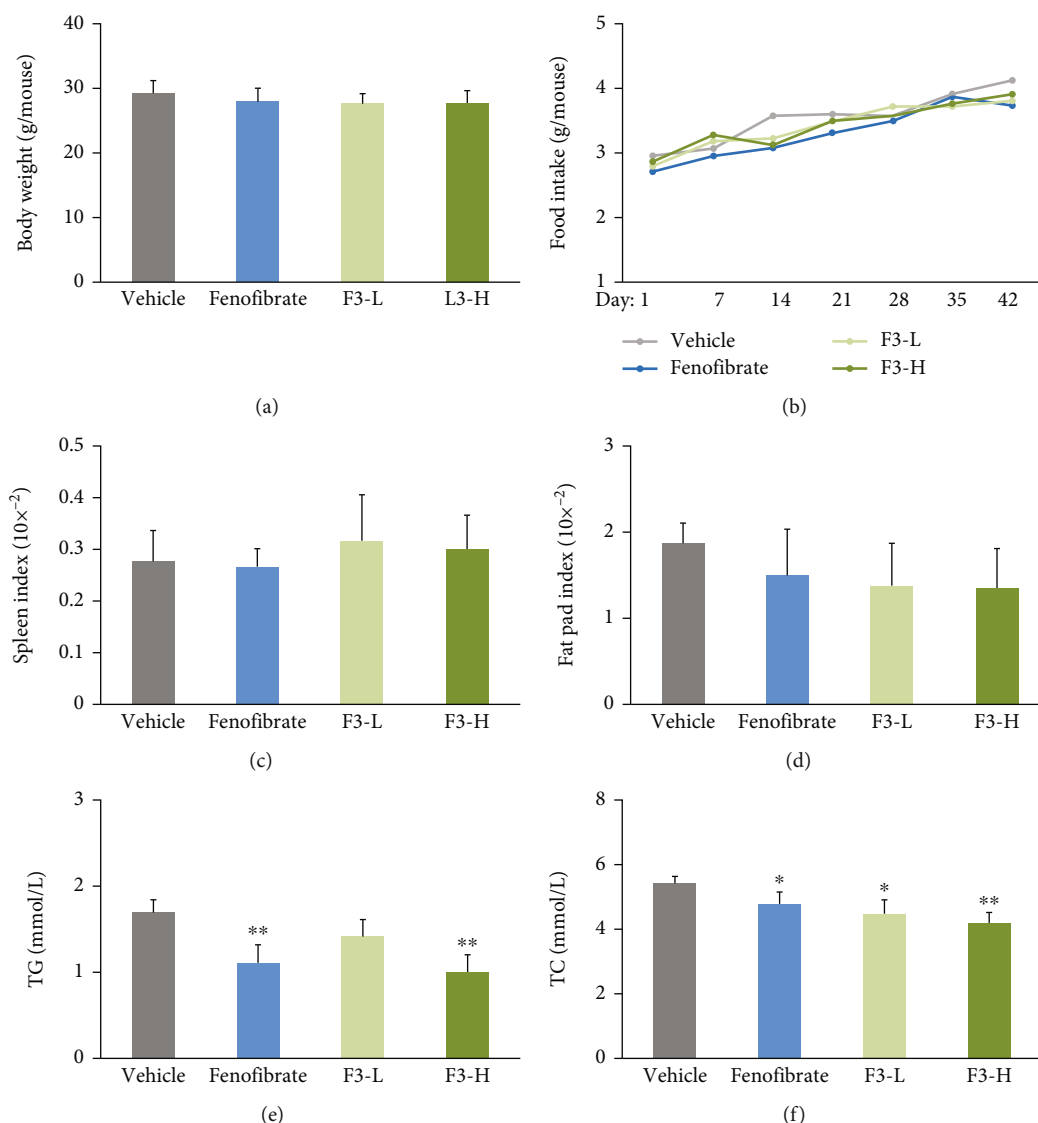 Body weight (g/mouse)
40
30
20
10
0
Vehicle Fenofibrate F3-L L3-H
(a)
Food intake (g/mouse)
5
4
3
2
1
Day: 1 7 14 21 28 35 42
Vehicle F3-L
Fenofibrate F3-H
(b)
Spleen index (10×⁻²)
0.5
0.4
0.3
0.2
0.1
0
Vehicle Fenofibrate F3-L F3-H
(c)
Fat pad index (10×⁻²)
3
2
1
0
Vehicle Fenofibrate F3-L F3-H
(d)
TG (mmol/L)
3
2
1
0
** **
Vehicle Fenofibrate F3-L F3-H
(e)
TC (mmol/L)
8
6
4
2
0
* * **
Vehicle Fenofibrate F3-L F3-H
(f)